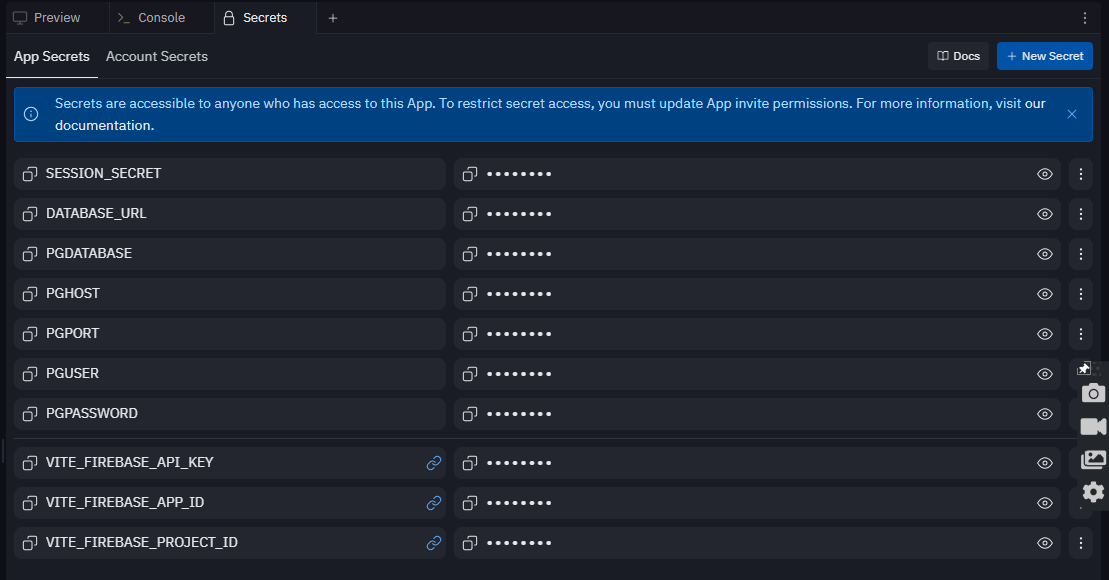 Preview
Console
Secrets
App Secrets
Account Secrets
Docs
New Secret
Secrets are accessible to anyone who has access to this App. To restrict secret access, you must update App invite permissions. For more information, visit our
documentation.
SESSION_SECRET
DATABASE_URL
PGDATABASE
PGHOST
PGPORT
PGUSER
PGPASSWORD
VITE_FIREBASE_API_KEY
VITE_FIREBASE_APP_ID
VITE_FIREBASE_PROJECT_ID